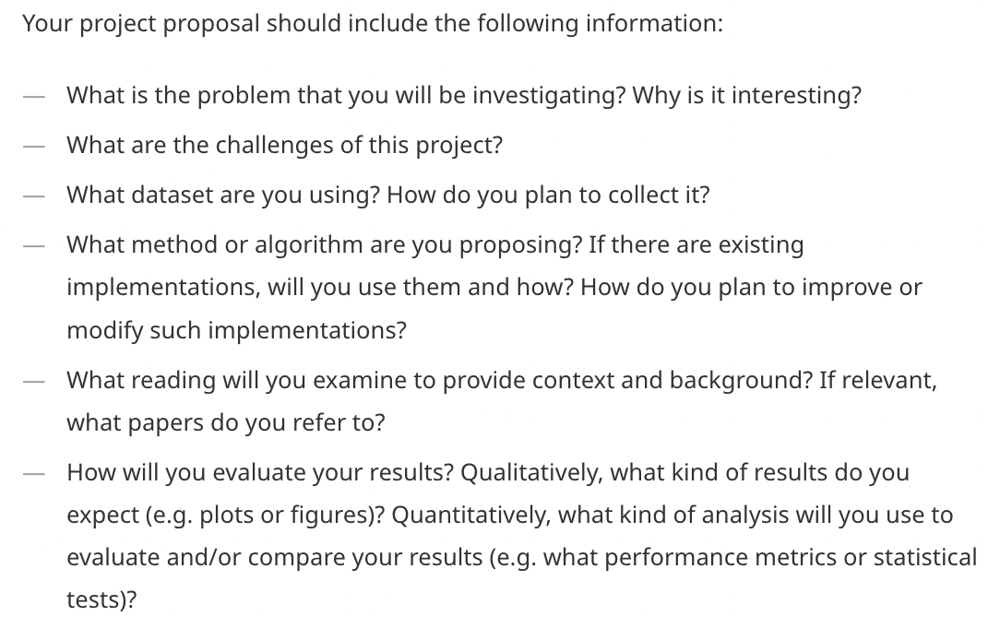 Your project proposal should include the following information:
— What is the problem that you will be investigating? Why is it interesting?
— What are the challenges of this project?
— What dataset are you using? How do you plan to collect it?
— What method or algorithm are you proposing? If there are existing
implementations, will you use them and how? How do you plan to improve or
modify such implementations?
— What reading will you examine to provide context and background? If relevant,
what papers do you refer to?
— How will you evaluate your results? Qualitatively, what kind of results do you
expect (e.g. plots or figures)? Quantitatively, what kind of analysis will you use to
evaluate and/or compare your results (e.g. what performance metrics or statistical
tests)?